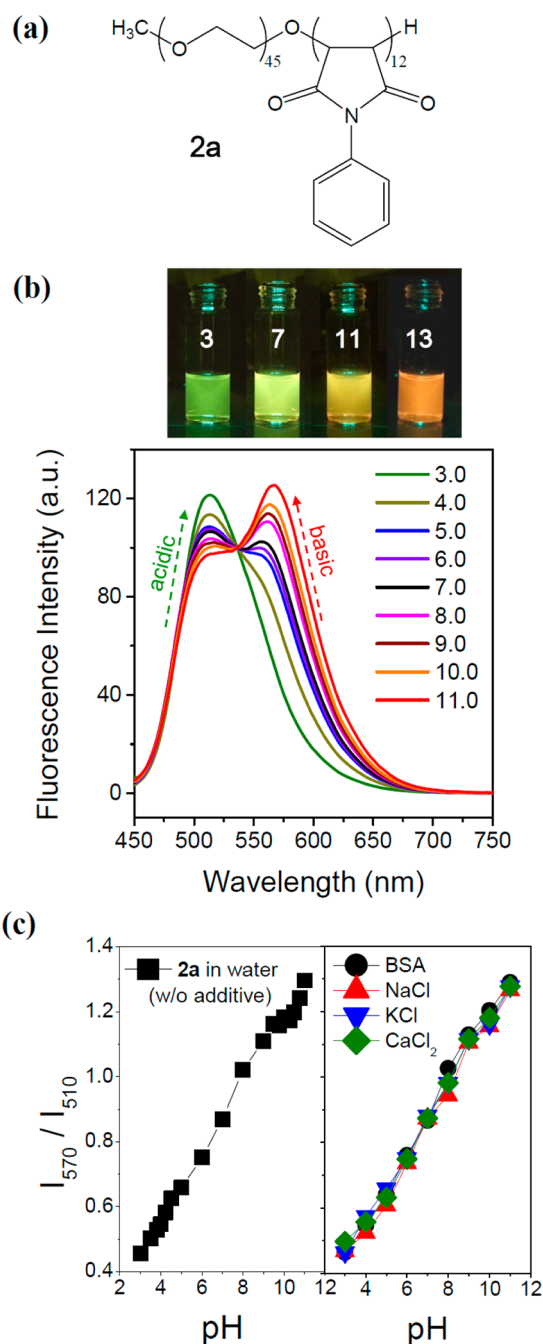 (a)
H₃C
O
45
O
H
12
O
N
O
2a
(b)
3 7 11 13
Fluorescence Intensity (a.u.)
120
80
40
0
acidic
basic
3.0
4.0
5.0
6.0
7.0
8.0
9.0
10.0
11.0
450 500 550 600 650 700 750
Wavelength (nm)
(c)
I₅₇₀ / I₅₁₀
1.4
1.2
1.0
0.8
0.6
0.4
2a in water
(w/o additive)
BSA
NaCl
KCl
CaCl₂
2 4 6 8 10 12 4 6 8 10 12
pH pH